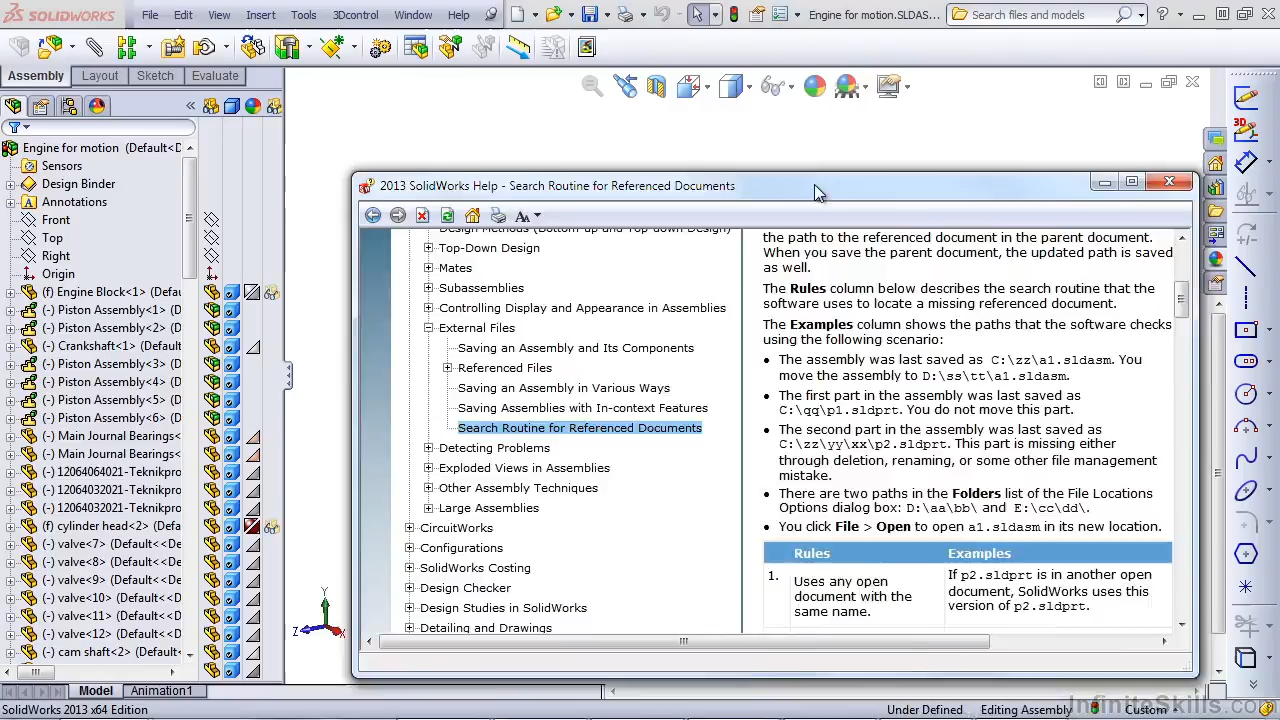 SOLIDWORKS File Edit View Insert Tools 3Dcontrol Window Help Engine for motion.SLDAS... Search files and models
Assembly Layout Sketch Evaluate
Engine for motion (Default<D
Sensors
Design Binder
Annotations
Front
Top
Right
Origin
(f) Engine Block<1> (Defau
(-) Piston Assembly<1> (D
(-) Piston Assembly<2> (D
(-) Crankshaft<1> (Default
(-) Piston Assembly<3> (D
(-) Piston Assembly<4> (D
(-) Piston Assembly<5> (D
(-) Piston Assembly<6> (D
(-) Main Journal Bearings<
(-) Main Journal Bearings<
(-) 12064064021-Teknikpro
(-) 12064032021-Teknikpro
(-) 12064032021-Teknikpro
(f) cylinder head<2> (Defau
(-) valve<7> (Default<<D
(-) valve<8> (Default<<D
(-) valve<9> (Default<<D
(-) valve<10> (Default<<D
(-) valve<11> (Default<<D
(-) valve<12> (Default<<D
(-) cam shaft<2> (Default<
2013 SolidWorks Help - Search Routine for Referenced Documents
Design Methods (Bottom-up and Top-down Design)
Top-Down Design
Mates
Subassemblies
Controlling Display and Appearance in Assemblies
External Files
Saving an Assembly and Its Components
Referenced Files
Saving an Assembly in Various Ways
Saving Assemblies with In-context Features
Search Routine for Referenced Documents
Detecting Problems
Exploded Views in Assemblies
Other Assembly Techniques
Large Assemblies
CircuitWorks
Configurations
SolidWorks Costing
Design Checker
Design Studies in SolidWorks
Detailing and Drawings
the path to the referenced document in the parent document.
When you save the parent document, the updated path is saved
as well.
The Rules column below describes the search routine that the
software uses to locate a missing referenced document.
The Examples column shows the paths that the software checks
using the following scenario:
• The assembly was last saved as C:\zz\a1.sldasm. You
move the assembly to D:\ss\tt\a1.sldasm.
• The first part in the assembly was last saved as
C:\qq\p1.sldprt. You do not move this part.
• The second part in the assembly was last saved as
C:\zz\yy\xx\p2.sldprt. This part is missing either
through deletion, renaming, or some other file management
mistake.
• There are two paths in the Folders list of the File Locations
Options dialog box: D:\aa\bb\ and E:\cc\dd\.
• You click File > Open to open a1.sldasm in its new location.
Rules Examples
1. Uses any open
document with the
same name.
If p2.sldprt is in another open
document, SolidWorks uses this
version of p2.sldprt.
Y
Z X
Model Animation1
SolidWorks 2013 x64 Edition Under Defined Editing Assembly Custom
InfiniteSkills.com